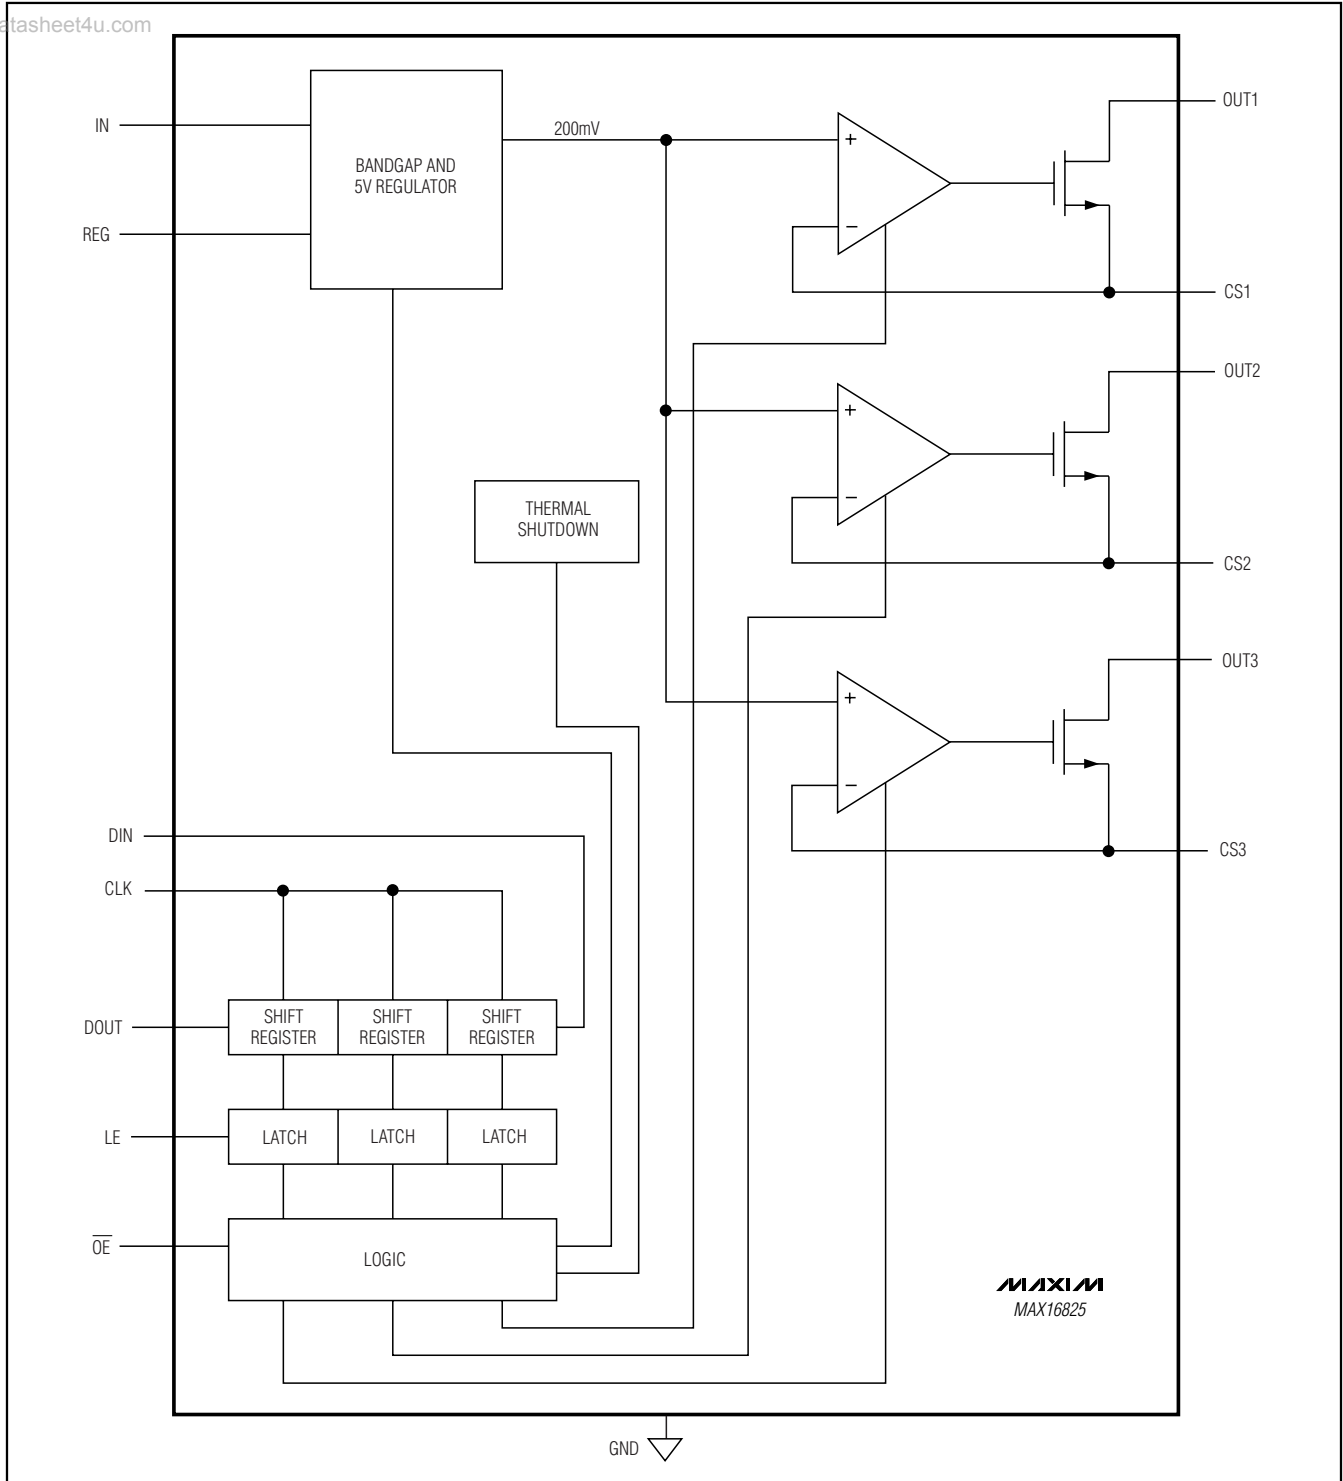 atasheet4u.com
IN
REG
BANDGAP AND
5V REGULATOR
200mV
+
−
OUT1
CS1
+
−
OUT2
CS2
THERMAL
SHUTDOWN
+
−
OUT3
CS3
DIN
CLK
DOUT
SHIFT
REGISTER
SHIFT
REGISTER
SHIFT
REGISTER
LE
LATCH
LATCH
LATCH
OE
LOGIC
MAXIM
MAX16825
GND